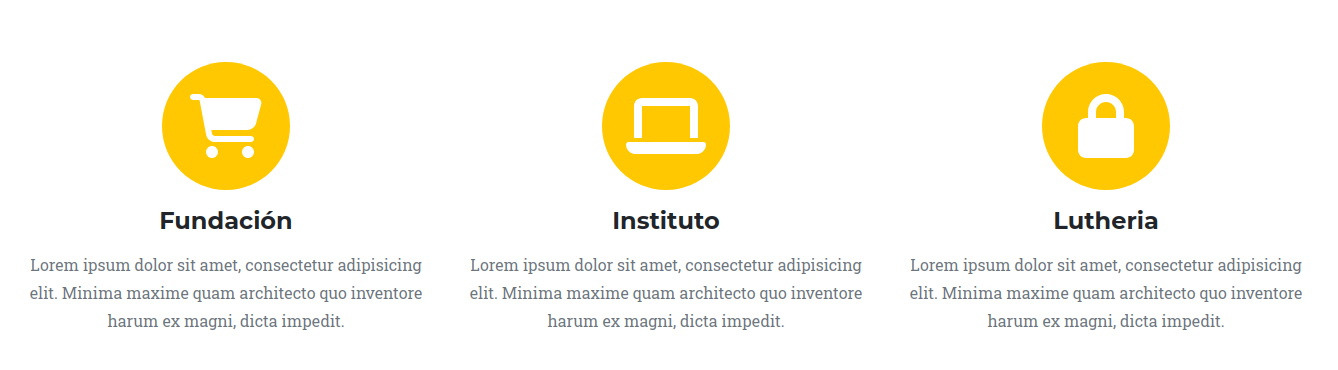 Fundación
Lorem ipsum dolor sit amet, consectetur adipisicing
elit. Minima maxime quam architecto quo inventore
harum ex magni, dicta impedit.
Instituto
Lorem ipsum dolor sit amet, consectetur adipisicing
elit. Minima maxime quam architecto quo inventore
harum ex magni, dicta impedit.
Lutheria
Lorem ipsum dolor sit amet, consectetur adipisicing
elit. Minima maxime quam architecto quo inventore
harum ex magni, dicta impedit.